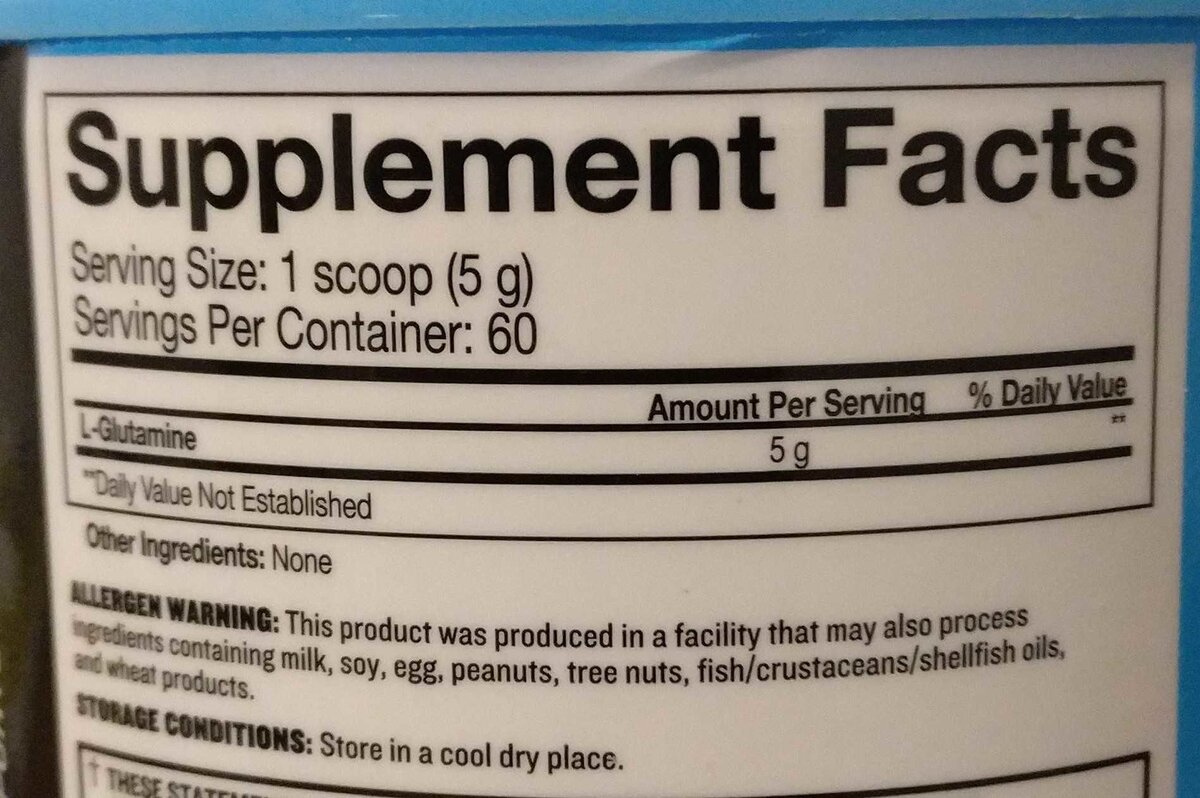 Supplement Facts
Serving Size: 1 scoop (5 g)
Servings Per Container: 60
Amount Per Serving % Daily Value
L-Glutamine 5 g **
**Daily Value Not Established
Other Ingredients: None
ALLERGEN WARNING: This product was produced in a facility that may also process
ingredients containing milk, soy, egg, peanuts, tree nuts, fish/crustaceans/shellfish oils,
and wheat products.
STORAGE CONDITIONS: Store in a cool dry place.
† THESE